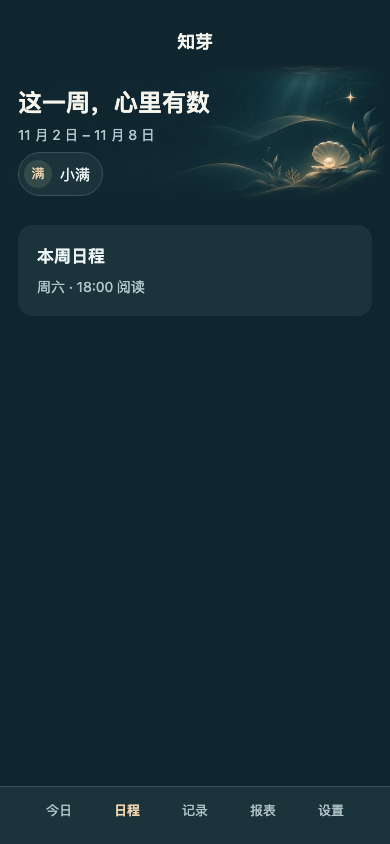 知芽
这一周，心里有数
11 月 2 日 – 11 月 8 日
满 小满
本周日程
周六 · 18:00 阅读
今日 日程 记录 报表 设置